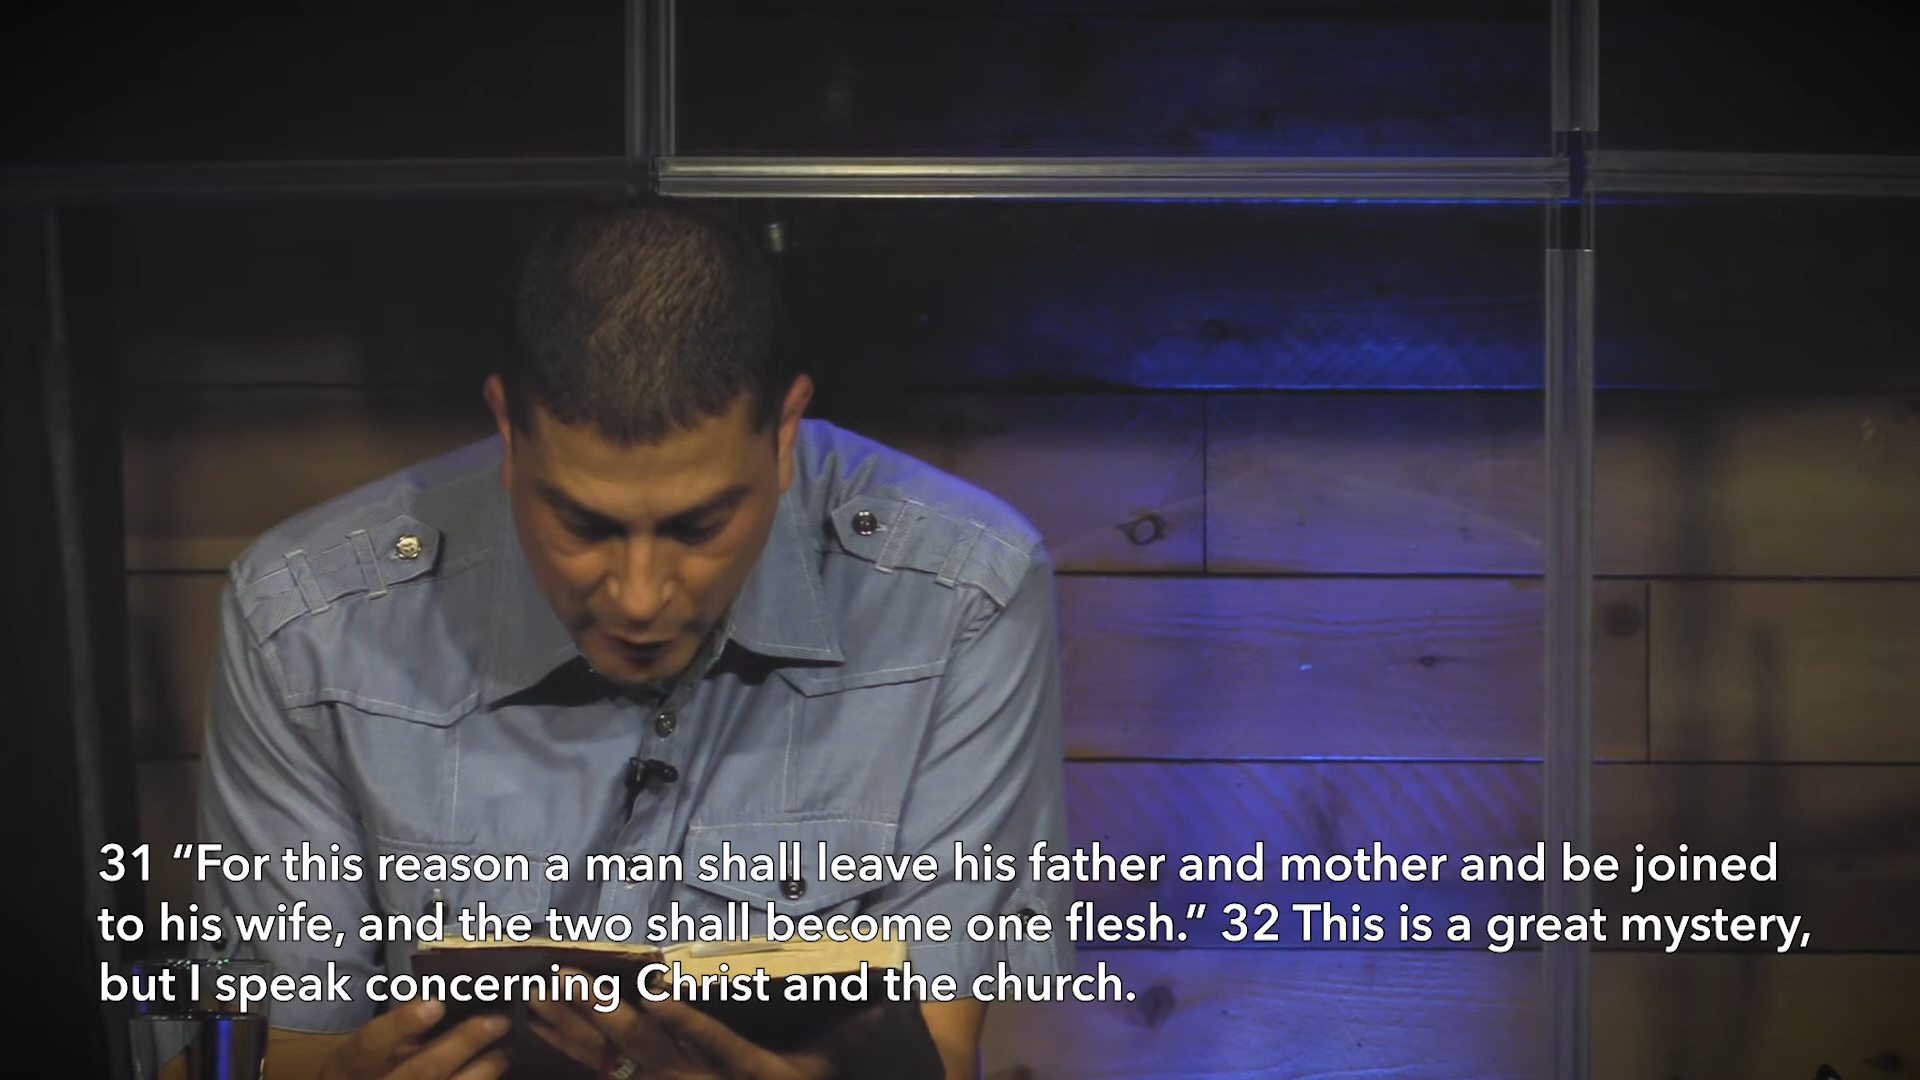 31 “For this reason a man shall leave his father and mother and be joined
to his wife, and the two shall become one flesh.” 32 This is a great mystery,
but I speak concerning Christ and the church.